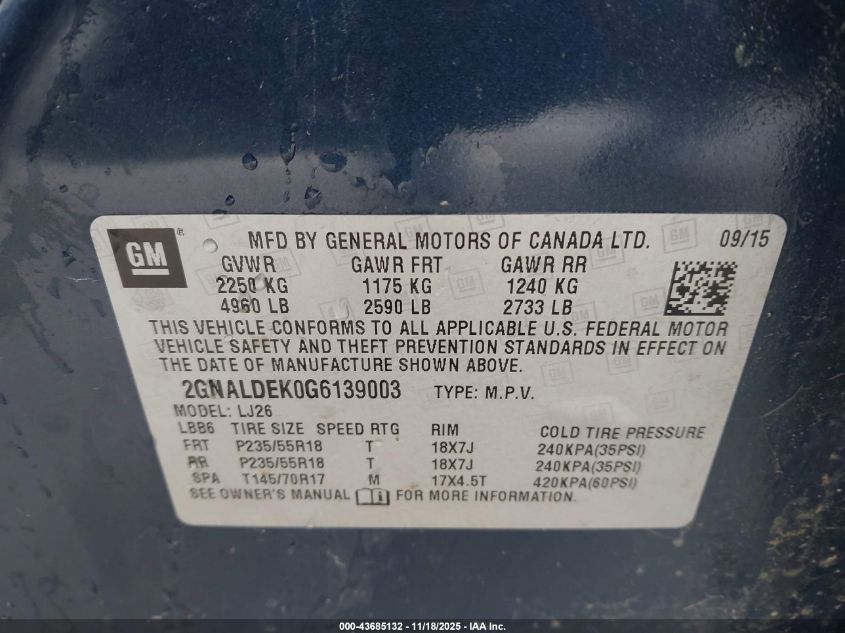 GM ® MFD BY GENERAL MOTORS OF CANADA LTD. 09/15
GVWR GAWR FRT GAWR RR
2250 KG 1175 KG 1240 KG
4960 LB 2590 LB 2733 LB
THIS VEHICLE CONFORMS TO ALL APPLICABLE U.S. FEDERAL MOTOR
VEHICLE SAFETY AND THEFT PREVENTION STANDARDS IN EFFECT ON
THE DATE OF MANUFACTURE SHOWN ABOVE.
2GNALDEK0G6139003 TYPE: M.P.V.
MODEL: LJ26
LBB6 TIRE SIZE SPEED RTG RIM COLD TIRE PRESSURE
FRT P235/55R18 T 18X7J 240KPA(35PSI)
RR P235/55R18 T 18X7J 240KPA(35PSI)
SPA T145/70R17 M 17X4.5T 420KPA(60PSI)
SEE OWNER'S MANUAL FOR MORE INFORMATION.
000-43685132 - 11/18/2025 - IAA Inc.